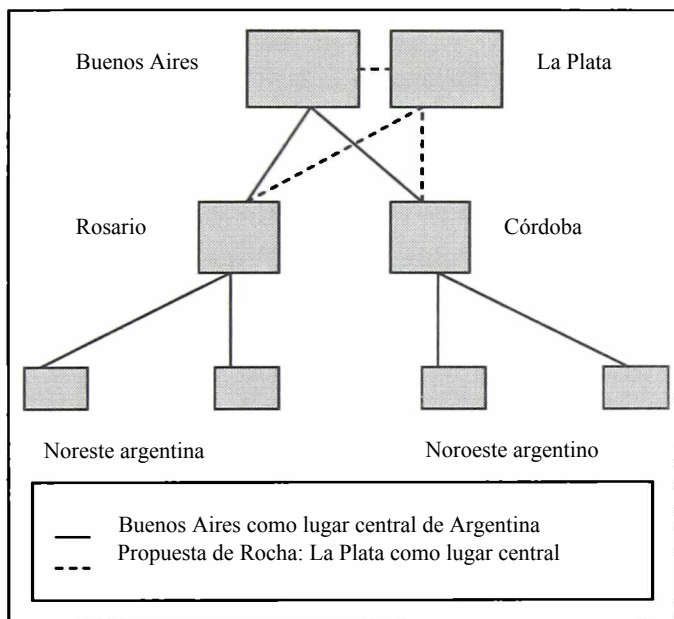 Buenos Aires
La Plata
Rosario
Córdoba
Noreste argentina
Noroeste argentino
Buenos Aires como lugar central de Argentina
Propuesta de Rocha: La Plata como lugar central